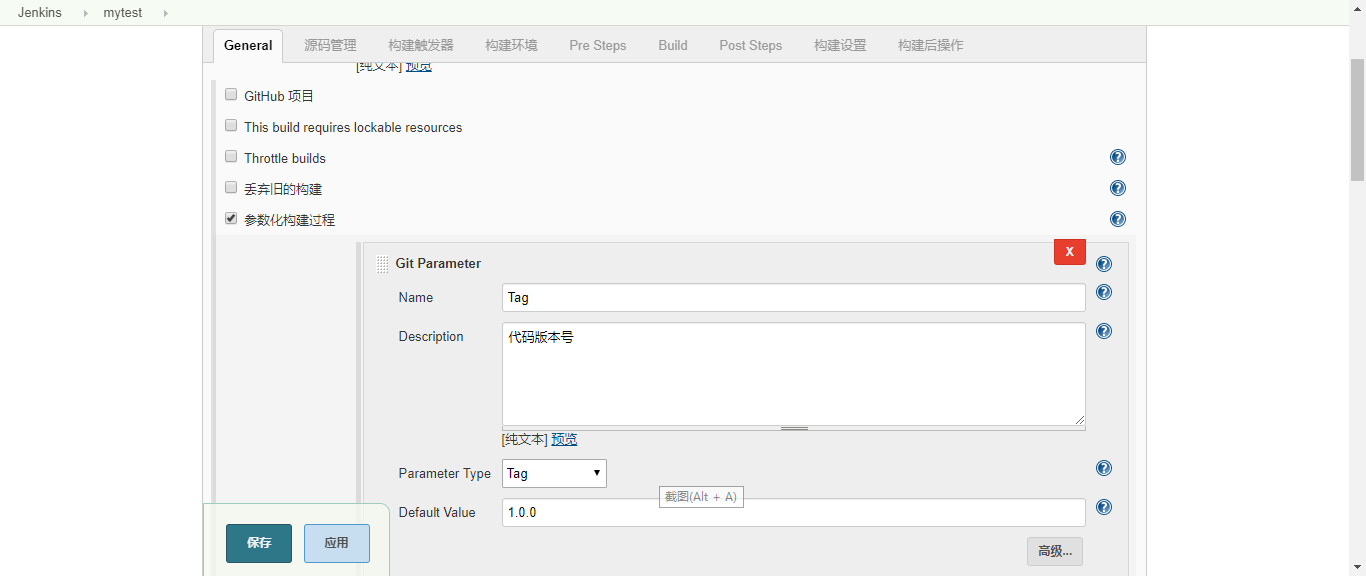 Jenkins mytest
General 源码管理 构建触发器 构建环境 Pre Steps Build Post Steps 构建设置 构建后操作
[纯文本] 预览
GitHub 项目
This build requires lockable resources
Throttle builds
丢弃旧的构建
参数化构建过程
X
Git Parameter
Name Tag
Description 代码版本号
[纯文本] 预览
Parameter Type Tag
截图(Alt + A)
Default Value 1.0.0
保存 应用 高级...